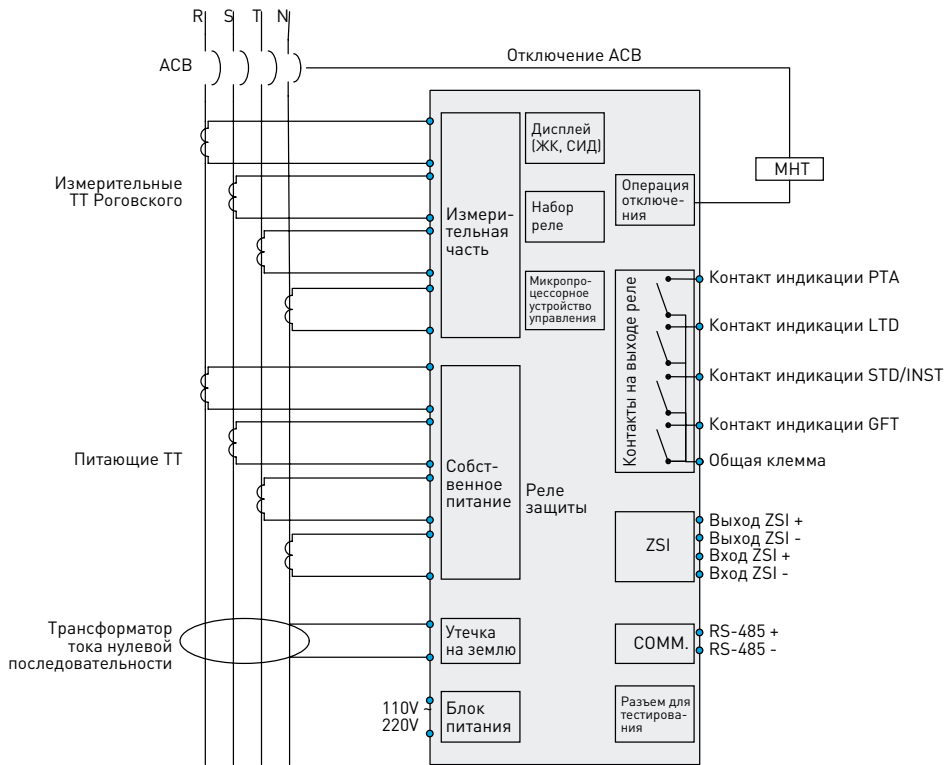 R S T N
ACB
Отключение ACB
Дисплей
(ЖК, СИД)
МНТ
Измерительные
ТТ Роговского
Измери-
тельная
часть
Набор
реле
Операция
отключе-
ния
Микропро-
цессорное
устройство
управления
Контакты на выходе реле
Контакт индикации PTA
Контакт индикации LTD
Контакт индикации STD/INST
Контакт индикации GFT
Общая клемма
Питающие ТТ
Собст-
венное
питание
Реле
защиты
ZSI
Выход ZSI +
Выход ZSI -
Вход ZSI +
Вход ZSI -
Трансформатор
тока нулевой
последовательности
Утечка
на землю
COMM.
RS-485 +
RS-485 -
110V ~
220V
Блок
питания
Разъем для
тестирова-
ния